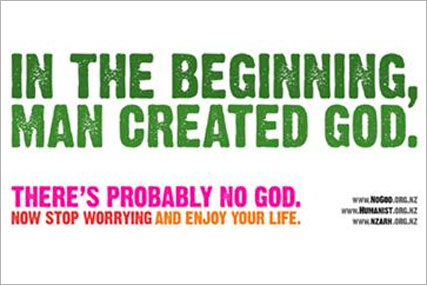 IN THE BEGINNING,
MAN CREATED GOD.
THERE'S PROBABLY NO GOD.
NOW STOP WORRYING AND ENJOY YOUR LIFE.
www.NoGod.org.nz
www.Humanist.org.nz
www.nzarh.org.nz